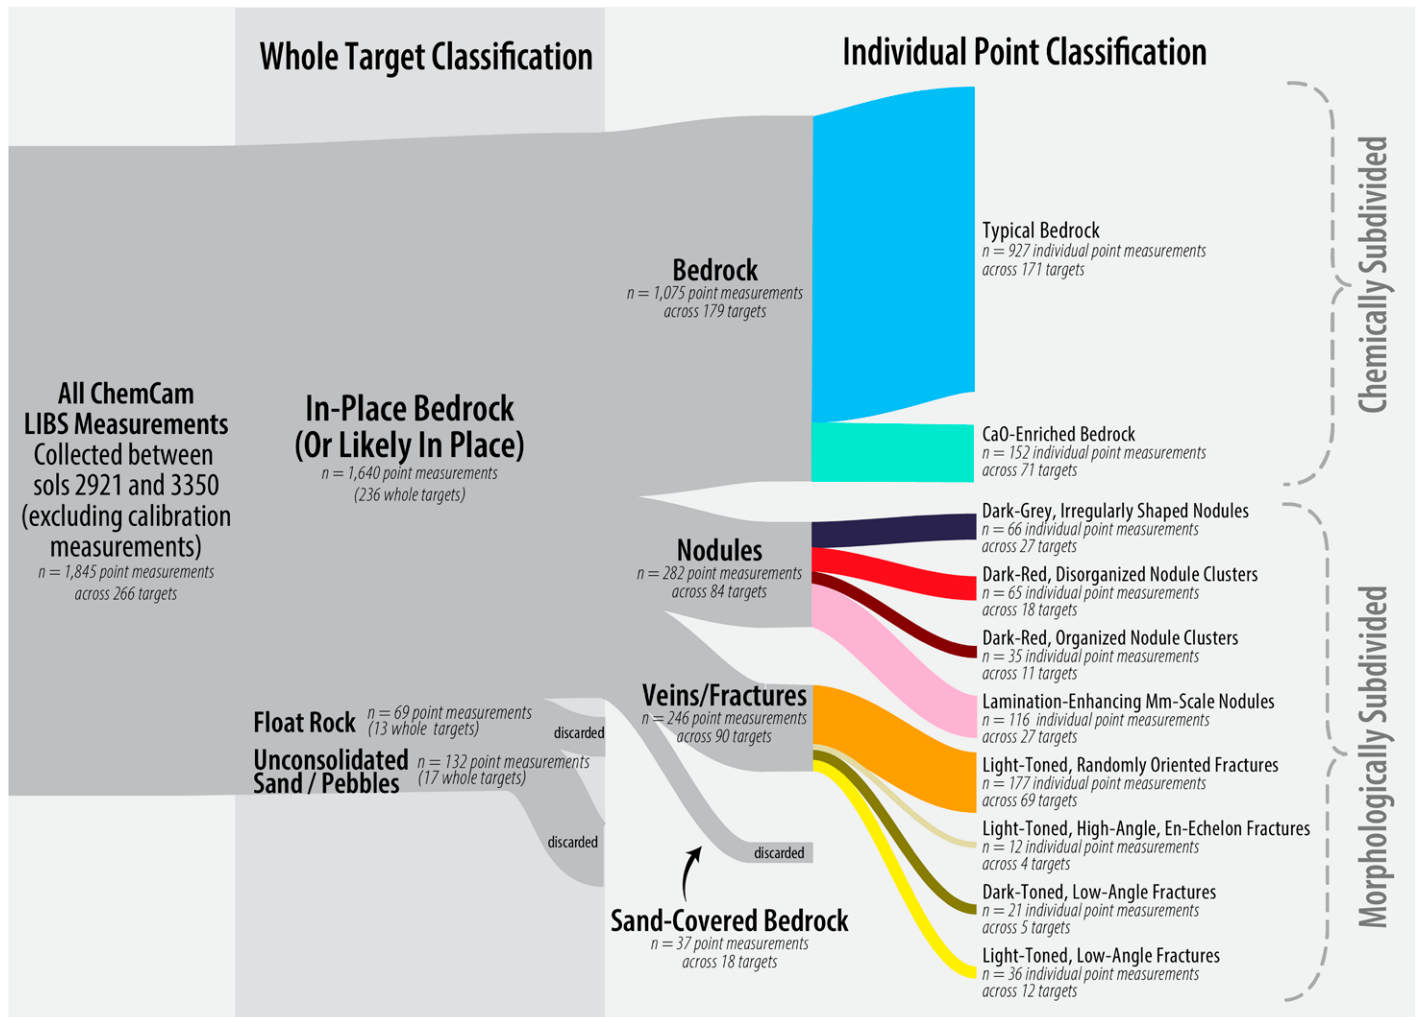 Whole Target Classification
Individual Point Classification
All ChemCam
LIBS Measurements
Collected between
sols 2921 and 3350
(excluding calibration
measurements)
n = 1,845 point measurements
across 266 targets
In-Place Bedrock
(Or Likely In Place)
n = 1,640 point measurements
(236 whole targets)
Float Rock
n = 69 point measurements
(13 whole targets)
discarded
Unconsolidated
Sand / Pebbles
n = 132 point measurements
(17 whole targets)
discarded
Bedrock
n = 1,075 point measurements
across 179 targets
Nodules
n = 282 point measurements
across 84 targets
Veins/Fractures
n = 246 point measurements
across 90 targets
discarded
Sand-Covered Bedrock
n = 37 point measurements
across 18 targets
Typical Bedrock
n = 927 individual point measurements
across 171 targets
CaO-Enriched Bedrock
n = 152 individual point measurements
across 71 targets
Dark-Grey, Irregularly Shaped Nodules
n = 66 individual point measurements
across 27 targets
Dark-Red, Disorganized Nodule Clusters
n = 65 individual point measurements
across 18 targets
Dark-Red, Organized Nodule Clusters
n = 35 individual point measurements
across 11 targets
Lamination-Enhancing Mm-Scale Nodules
n = 116 individual point measurements
across 27 targets
Light-Toned, Randomly Oriented Fractures
n = 177 individual point measurements
across 69 targets
Light-Toned, High-Angle, En-Echelon Fractures
n = 12 individual point measurements
across 4 targets
Dark-Toned, Low-Angle Fractures
n = 21 individual point measurements
across 5 targets
Light-Toned, Low-Angle Fractures
n = 36 individual point measurements
across 12 targets
Chemically Subdivided
Morphologically Subdivided